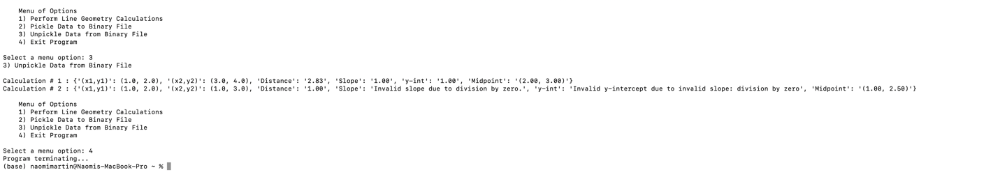 Menu of Options
1) Perform Line Geometry Calculations
2) Pickle Data to Binary File
3) Unpickle Data from Binary File
4) Exit Program
Select a menu option: 3
3) Unpickle Data from Binary File
Calculation # 1 : {'(x1,y1)': (1.0, 2.0), '(x2,y2)': (3.0, 4.0), 'Distance': '2.83', 'Slope': '1.00', 'y-int': '1.00', 'Midpoint': '(2.00, 3.00)'}
Calculation # 2 : {'(x1,y1)': (1.0, 2.0), '(x2,y2)': (1.0, 3.0), 'Distance': '1.00', 'Slope': 'Invalid slope due to division by zero.', 'y-int': 'Invalid y-intercept due to invalid slope: division by zero', 'Midpoint': '(1.00, 2.50)'}
Menu of Options
1) Perform Line Geometry Calculations
2) Pickle Data to Binary File
3) Unpickle Data from Binary File
4) Exit Program
Select a menu option: 4
Program terminating...
(base) naomimartin@Naomis-MacBook-Pro ~ %